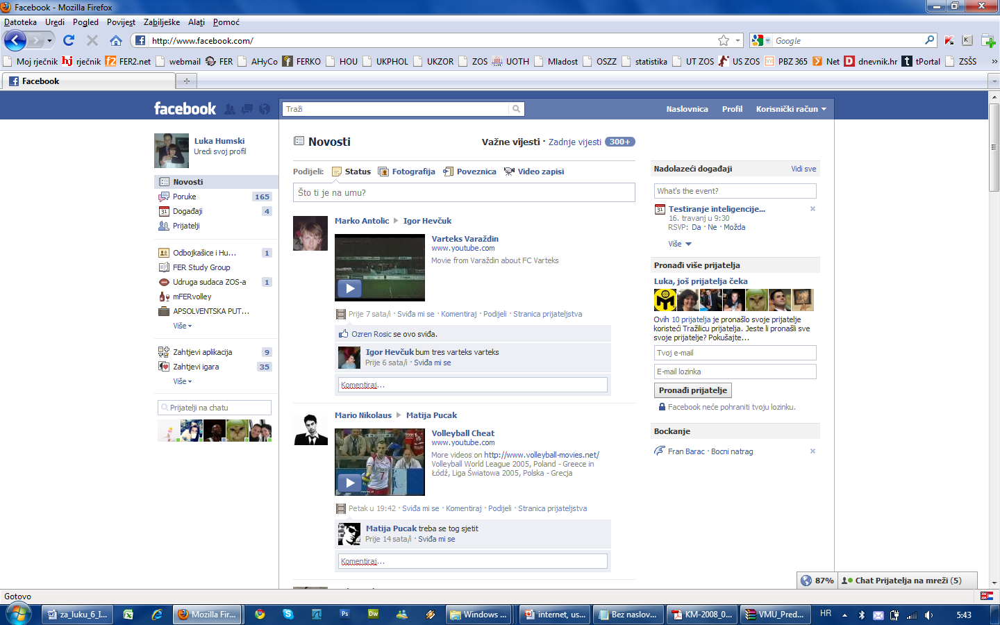 Facebook - Mozilla Firefox
Datoteka Uredi Pogled Povijest Zabilješke Alati Pomoć
http://www.facebook.com/ Google K
Moj rječnik rječnik FER2.net webmail FER AHyCo FERKO HOU UKPHOL UKZOR ZOS UOTH Mladost OSZZ statistika UT ZOS US ZOS PBZ 365 Net dnevnik.hr tPortal ZSŠS »
Facebook
facebook Traži Naslovnica Profil Korisnički račun
Luka Humski
Uredi svoj profil
Novosti
Poruke 165
Događaji 4
Prijatelji
Odbojkašice i Hu... 1
FER Study Group
Udruga sudaca ZOS-a 1
mFERvolley
APSOLVENTSKA PUT...
Više
Zahtjevi aplikacija 9
Zahtjevi igara 35
Više
Prijatelji na chatu
Novosti Važne vijesti · Zadnje vijesti 300+
Podijeli: Status Fotografija Poveznica Video zapisi
Što ti je na umu?
Marko Antolic Igor Hevčuk
Varteks Varaždin
www.youtube.com
Movie from Varaždin about FC Varteks
Prije 7 sata/i · Sviđa mi se · Komentiraj · Podijeli · Stranica prijateljstva
Ozren Rosic se ovo sviđa.
Igor Hevčuk bum tres varteks varteks
Prije 6 sata/i · Sviđa mi se
Komentiraj...
Mario Nikolaus Matija Pucak
Volleyball Cheat
www.youtube.com
More videos on http://www.volleyball-movies.net/
Volleyball World League 2005, Poland - Greece in
Łódź, Liga Światowa 2005, Polska - Grecja
Petak u 19:42 · Sviđa mi se · Komentiraj · Podijeli · Stranica prijateljstva
Matija Pucak treba se tog sjetit
Prije 14 sata/i · Sviđa mi se
Komentiraj...
Nadolazeći događaji Vidi sve
What's the event?
31 Testiranje inteligencije...
16. travanj u 9:30
RSVP: Da · Ne · Možda
Više
Pronađi više prijatelja
Luka, još prijatelja čeka
Ovih 10 prijatelja je pronašlo svoje prijatelje
koristeći Tražilicu prijatelja. Jeste li pronašli sve
svoje prijatelje? Pokušajte...
Tvoj e-mail
E-mail lozinka
Pronađi prijatelje
Facebook neće pohraniti tvoju lozinku.
Bockanje
Fran Barac · Bocni natrag
87% Chat Prijatelja na mreži (5)
Gotovo
za_luku_6_I... Mozilla Fir... Ps Dw Windows ... internet, us... Bez naslov... KM-2008_0... VMU_Pred... HR 5:43